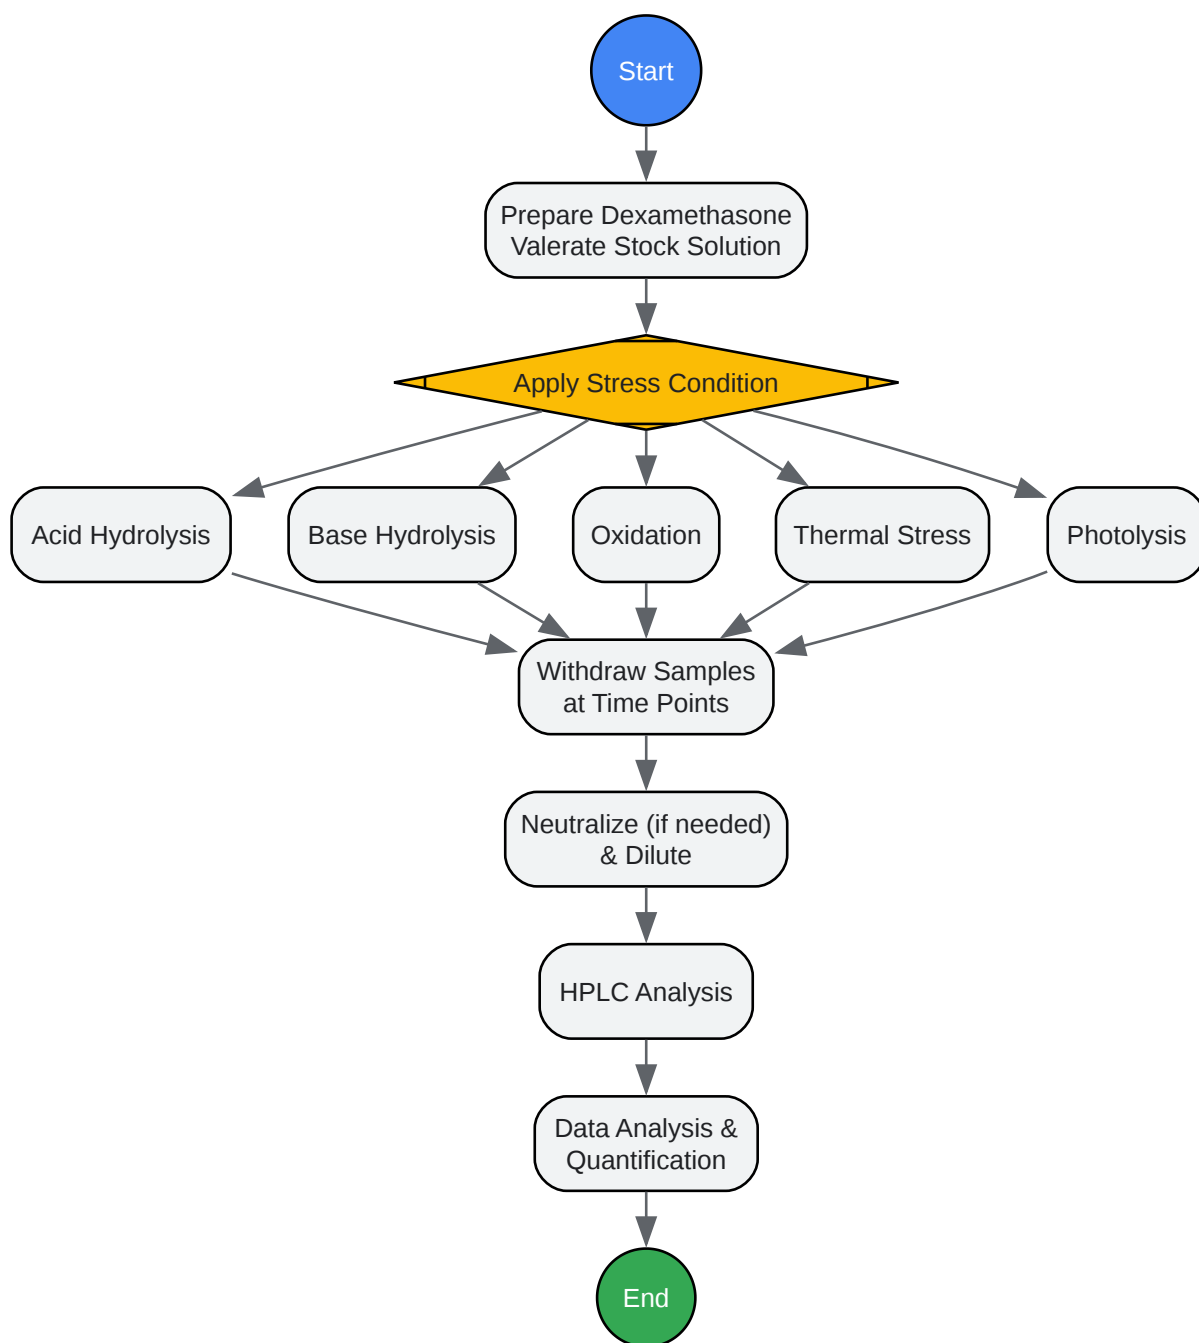 Start
Prepare Dexamethasone
Valerate Stock Solution
Apply Stress Condition
Acid Hydrolysis
Base Hydrolysis
Oxidation
Thermal Stress
Photolysis
Withdraw Samples
at Time Points
Neutralize (if needed)
& Dilute
HPLC Analysis
Data Analysis &
Quantification
End